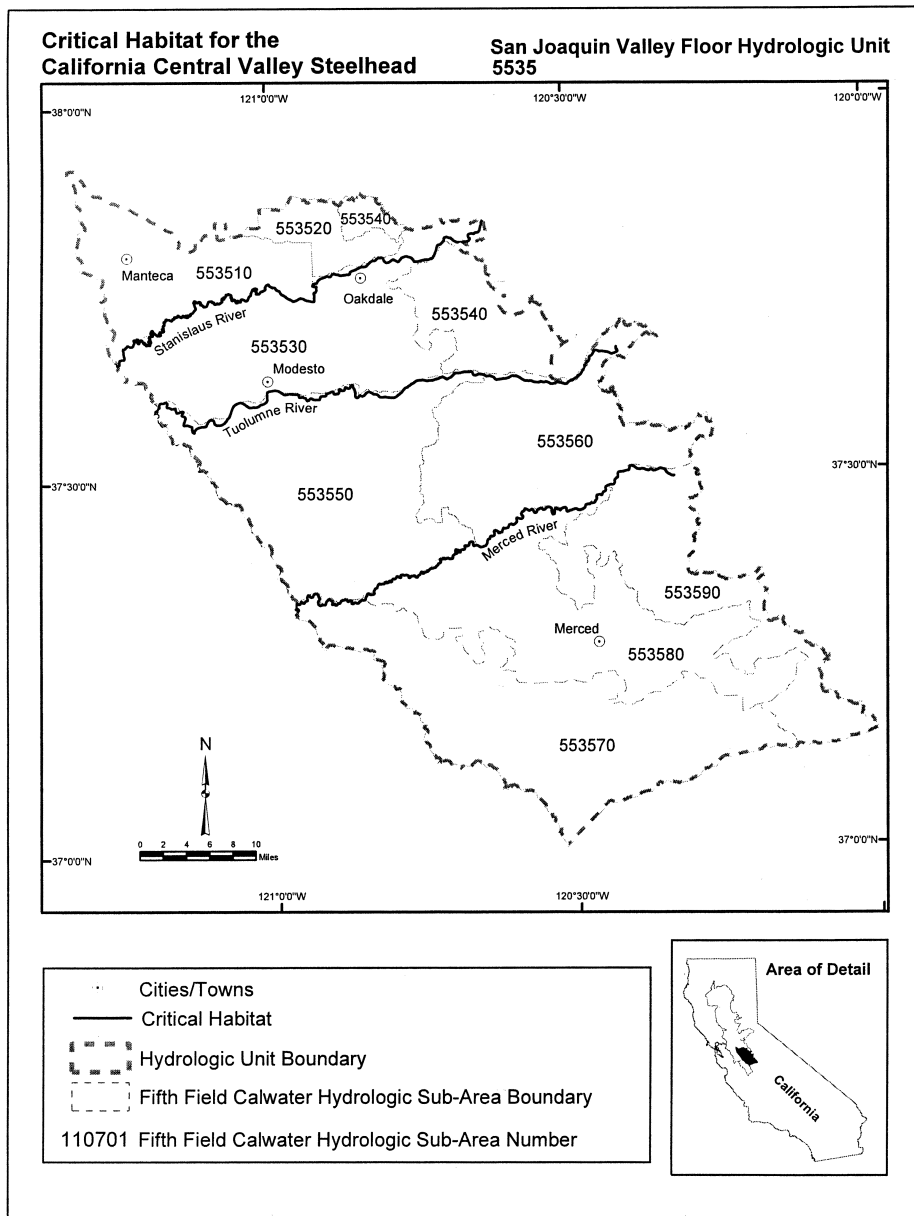 Critical Habitat for the
California Central Valley Steelhead
San Joaquin Valley Floor Hydrologic Unit
5535
121°0'0"W
120°30'0"W
120°0'0"W
38°0'0"N
553520
553540
Manteca
553510
Oakdale
553540
Stanislaus River
553530
Modesto
Tuolumne River
553560
37°30'0"N
37°30'0"N
553550
Merced River
553590
Merced
553580
553570
N
0 2 4 6 8 10
Miles
37°0'0"N
37°0'0"N
121°0'0"W
120°30'0"W
Cities/Towns
Critical Habitat
Hydrologic Unit Boundary
Fifth Field Calwater Hydrologic Sub-Area Boundary
110701 Fifth Field Calwater Hydrologic Sub-Area Number
Area of Detail
California